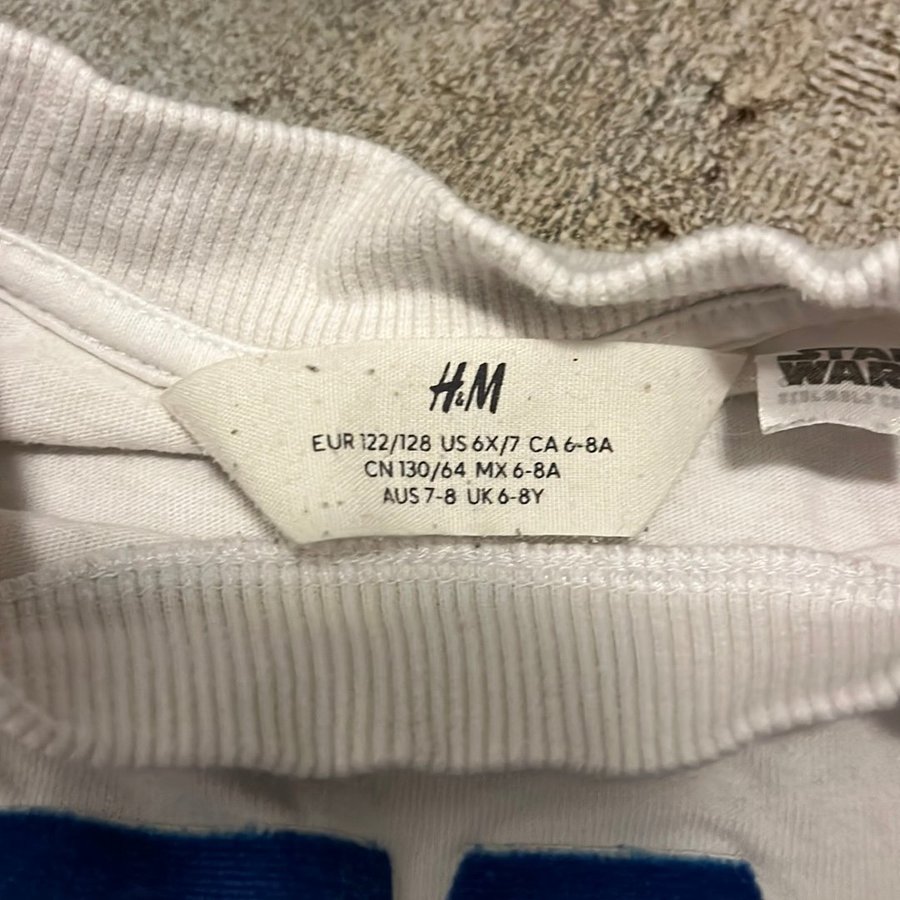 H&M
EUR 122/128 US 6X/7 CA 6-8A
CN 130/64 MX 6-8A
AUS 7-8 UK 6-8Y
STAR
WARS